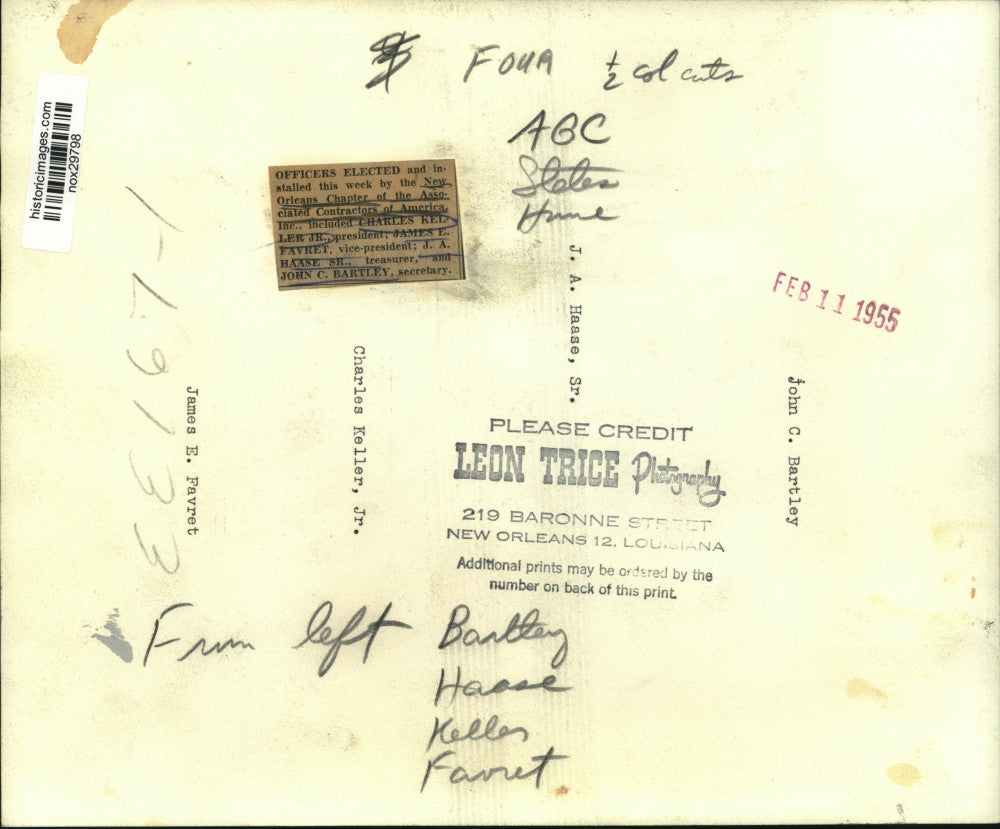 FOUR ½ col cuts
ABC
States
historicimages.com
nox29798
OFFICERS ELECTED and in-
stalled this week by the New
Orleans Chapter of the Asso-
ciated Contractors of America,
Inc., included CHARLES KEL-
LER JR., president; JAMES E.
FAVRET, vice-president; J. A.
HAASE SR., treasurer, and
JOHN C. BARTLEY, secretary.
FEB 11 1955
J. A. Haase, Sr.
Charles Keller, Jr.
James E. Favret
John C. Bartley
PLEASE CREDIT
LEON TRICE Photography
219 BARONNE STREET
NEW ORLEANS 12, LOUISIANA
Additional prints may be ordered by the
number on back of this print.
From left Bartley
Haase
Keller
Favret